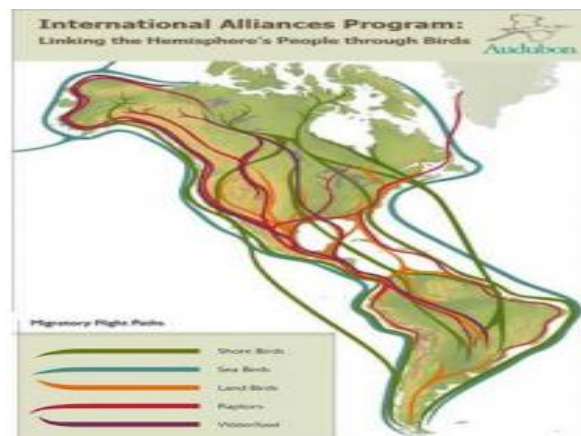 International Alliances Program:
Linking the Hemisphere's People through Birds
Audubon
Migratory Flight Paths
Shore Birds
Sea Birds
Land Birds
Raptors
Waterfowl